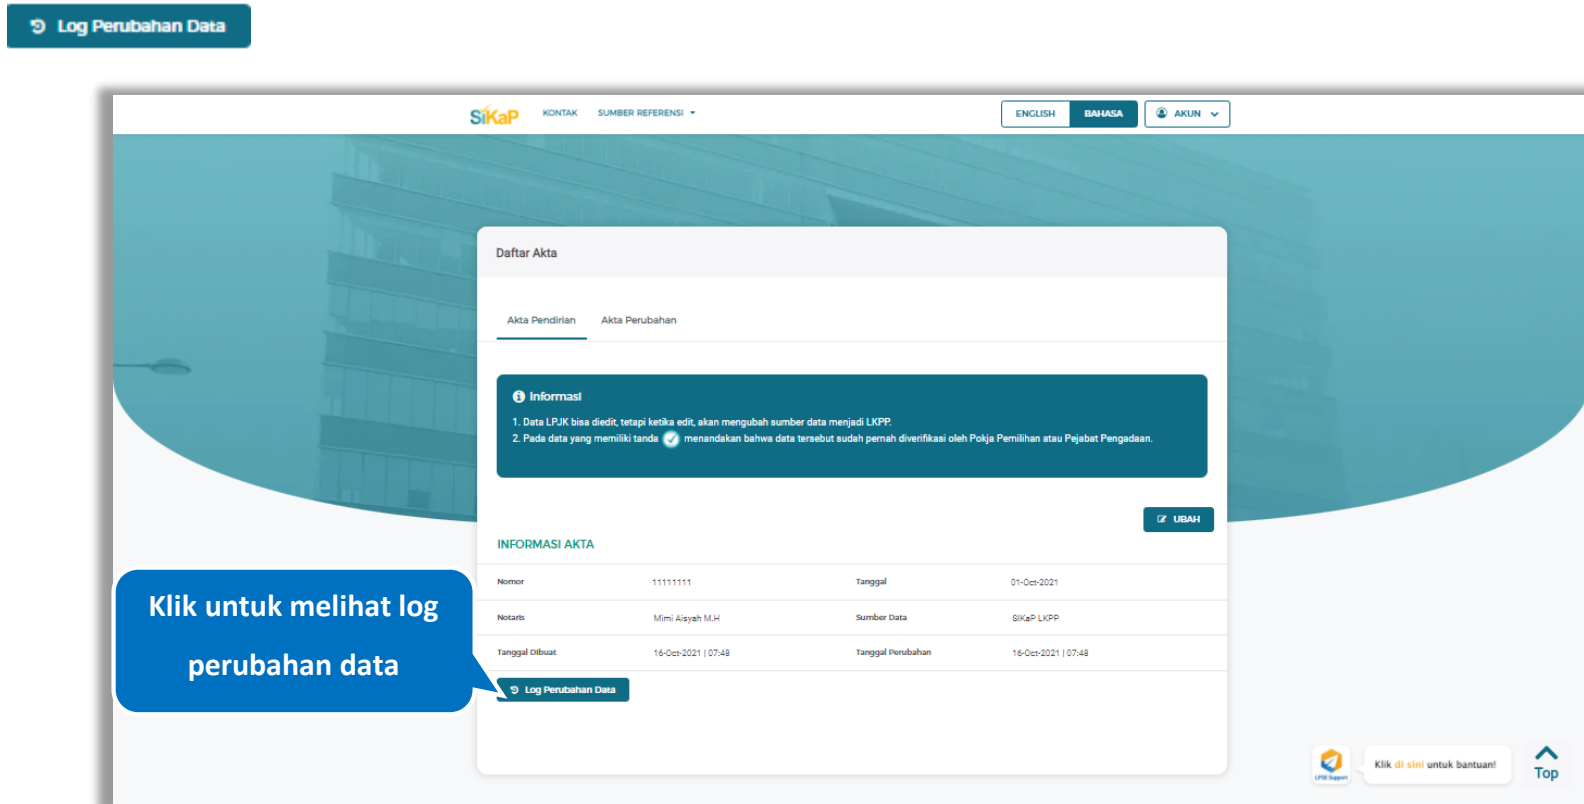 Log Perubahan Data
SiKaP KONTAK SUMBER REFERENSI ENGLISH BAHASA AKUN
Daftar Akta
Akta Pendirian Akta Perubahan
Informasi
1. Data LPJK bisa diedit, tetapi ketika edit, akan mengubah sumber data menjadi LKPP.
2. Pada data yang memiliki tanda menandakan bahwa data tersebut sudah pernah diverifikasi oleh Pokja Pemilihan atau Pejabat Pengadaan.
UBAH
INFORMASI AKTA
Nomor 11111111 Tanggal 01-Oct-2021
Notaris Mimi Aisyah M.H Sumber Data SIKaP LKPP
Tanggal Dibuat 16-Oct-2021 | 07:48 Tanggal Perubahan 16-Oct-2021 | 07:48
Log Perubahan Data
Klik untuk melihat log
perubahan data
LPSE Support
Klik di sini untuk bantuan!
Top